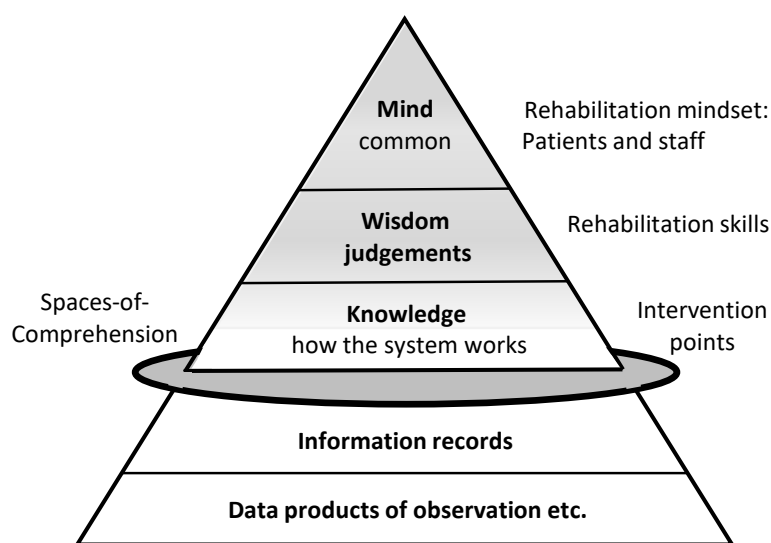 Mind
common
Rehabilitation mindset:
Patients and staff
Wisdom
judgements
Rehabilitation skills
Spaces-of-
Comprehension
Knowledge
how the system works
Intervention
points
Information records
Data products of observation etc.